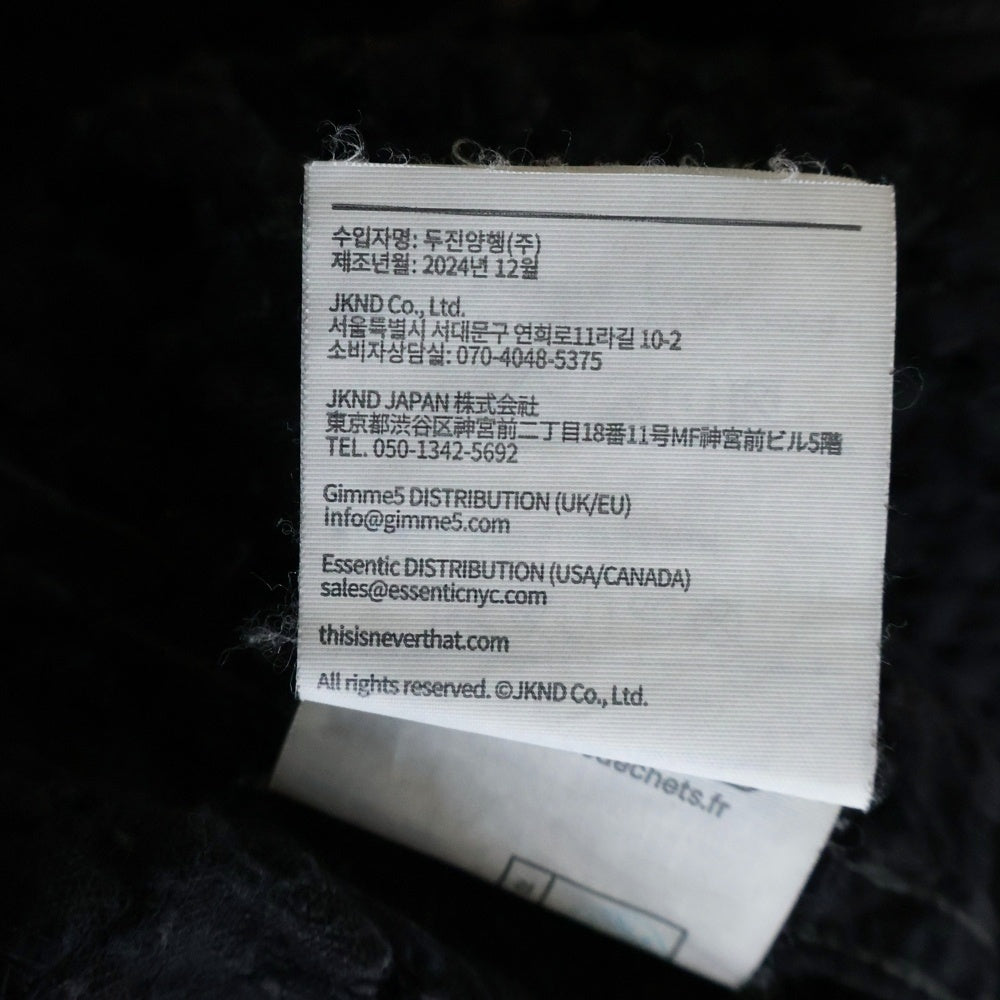 수입자명: 두진양행(주)
제조년월: 2024년 12월
JKND Co., Ltd.
서울특별시 서대문구 연희로11라길 10-2
소비자상담실: 070-4048-5375
JKND JAPAN 株式会社
東京都渋谷区神宮前二丁目18番11号MF神宮前ビル5階
TEL. 050-1342-5692
Gimme5 DISTRIBUTION (UK/EU)
info@gimme5.com
Essentic DISTRIBUTION (USA/CANADA)
sales@essenticnyc.com
thisisneverthat.com
All rights reserved. ©JKND Co., Ltd.
dechets.fr